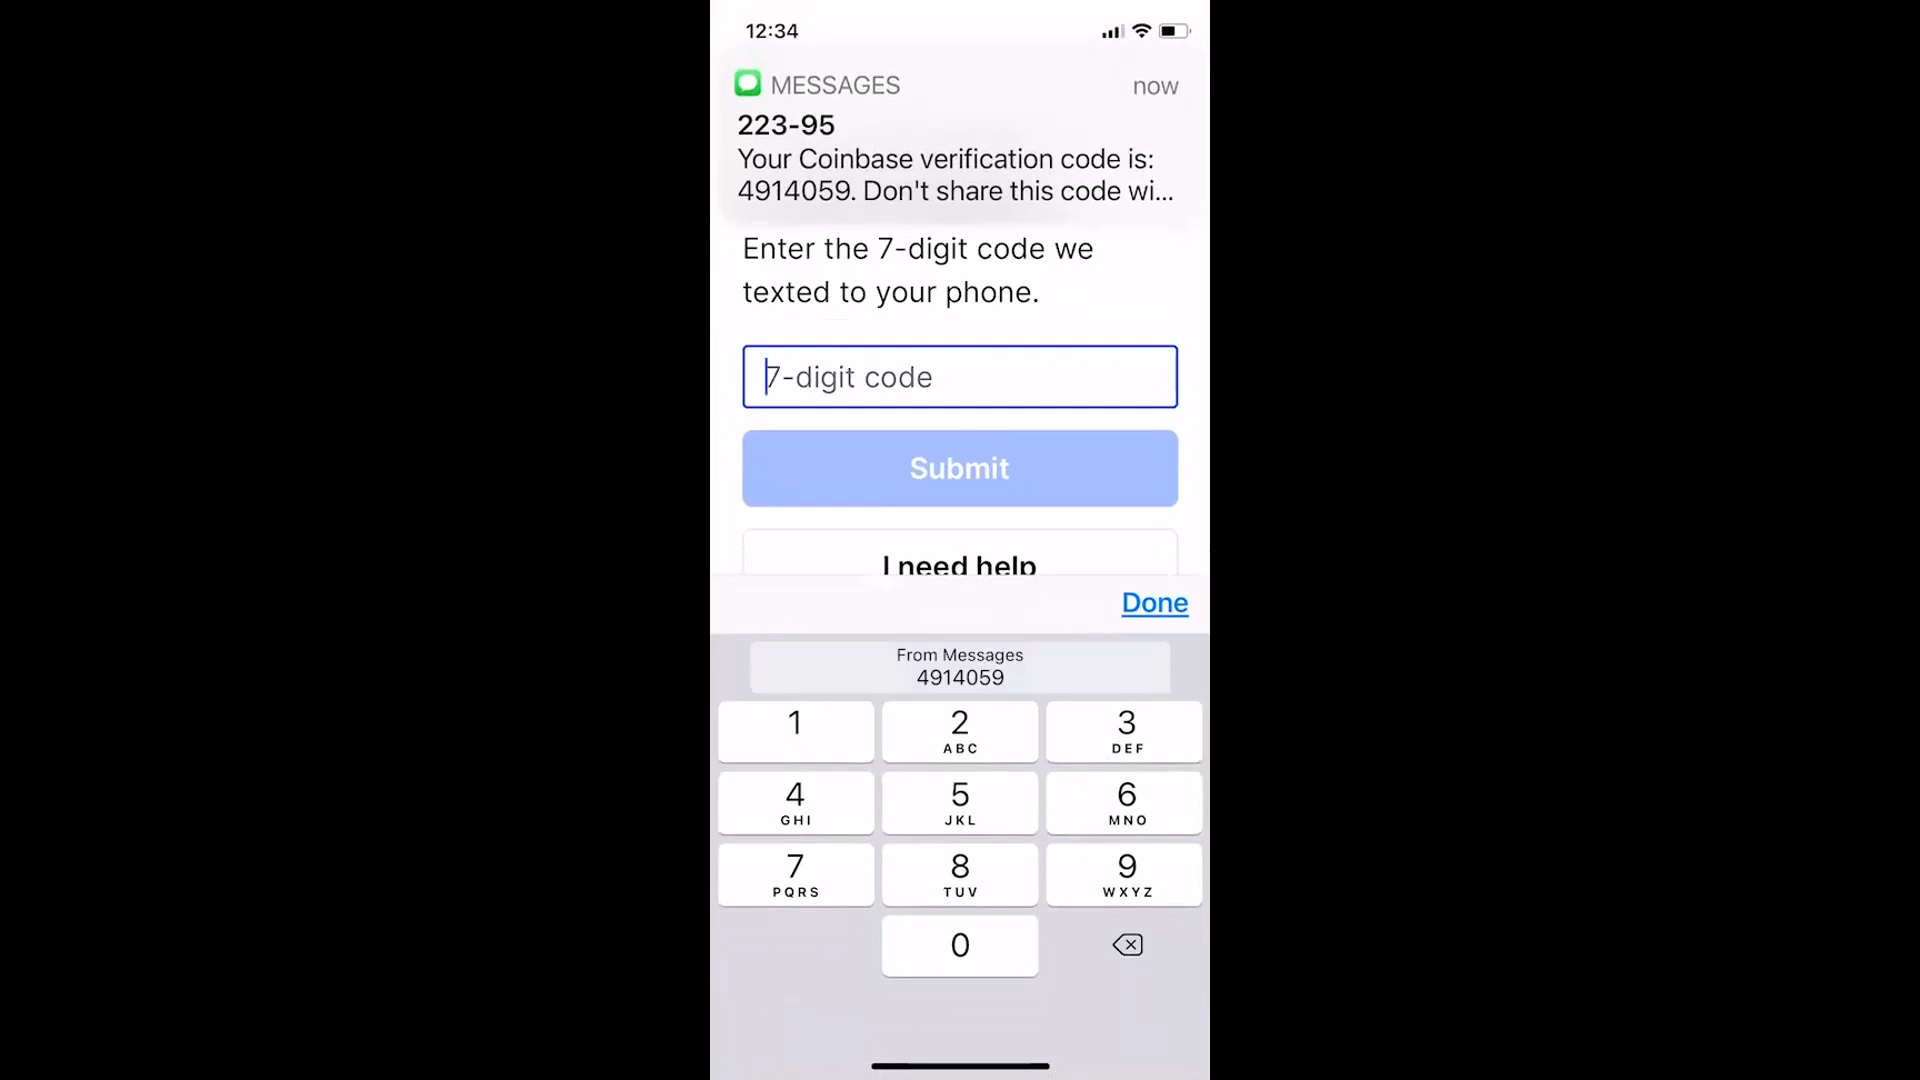 12:34
MESSAGES now
223-95
Your Coinbase verification code is:
4914059. Don't share this code wi...
Enter the 7-digit code we
texted to your phone.
7-digit code
Submit
I need help
Done
From Messages
4914059
1 2 3
ABC DEF
4 5 6
GHI JKL MNO
7 8 9
PQRS TUV WXYZ
0